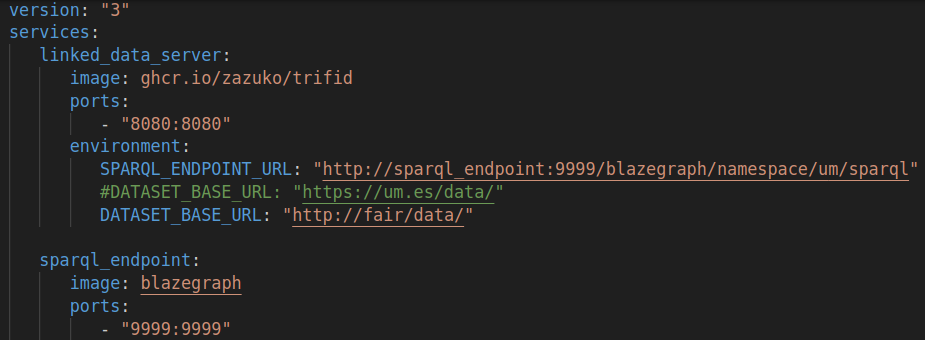 version: "3"
services:
linked_data_server:
image: ghcr.io/zazuko/trifid
ports:
- "8080:8080"
environment:
SPARQL_ENDPOINT_URL: "http://sparql_endpoint:9999/blazegraph/namespace/um/sparql"
#DATASET_BASE_URL: "https://um.es/data/"
DATASET_BASE_URL: "http://fair/data/"
sparql_endpoint:
image: blazegraph
ports:
- "9999:9999"